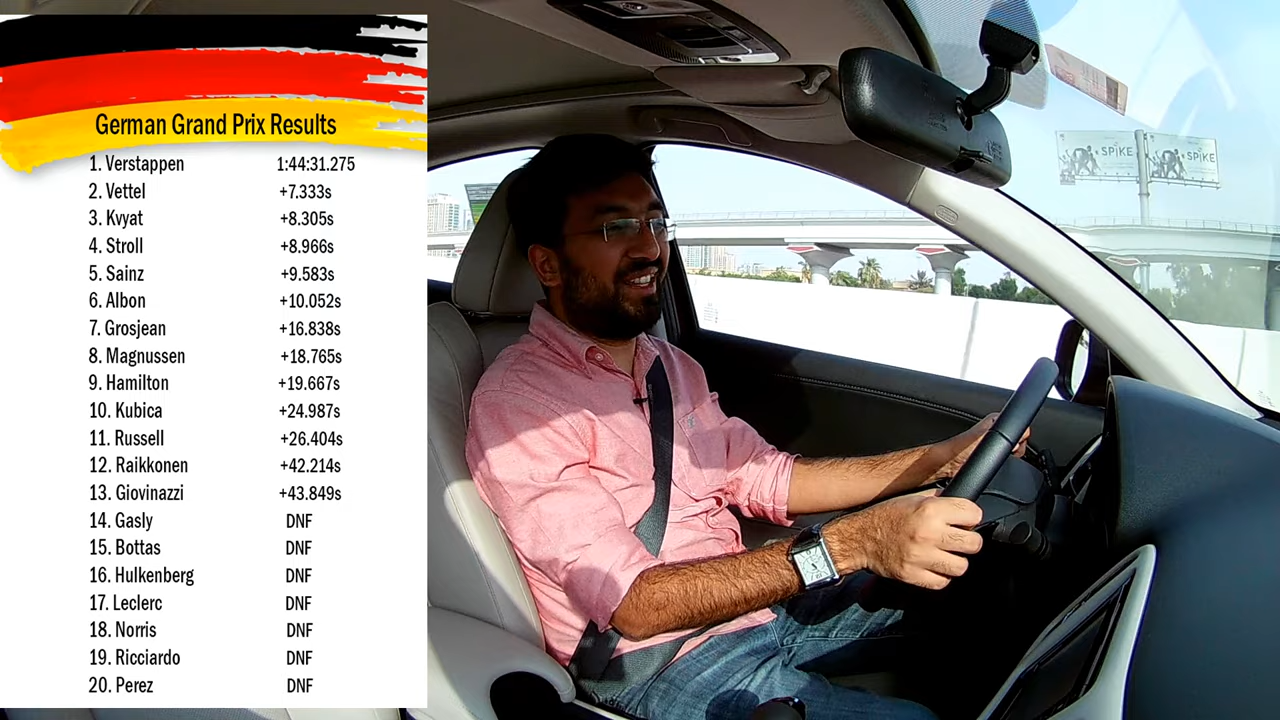 German Grand Prix Results
1. Verstappen 1:44:31.275
2. Vettel +7.333s
3. Kvyat +8.305s
4. Stroll +8.966s
5. Sainz +9.583s
6. Albon +10.052s
7. Grosjean +16.838s
8. Magnussen +18.765s
9. Hamilton +19.667s
10. Kubica +24.987s
11. Russell +26.404s
12. Raikkonen +42.214s
13. Giovinazzi +43.849s
14. Gasly DNF
15. Bottas DNF
16. Hulkenberg DNF
17. Leclerc DNF
18. Norris DNF
19. Ricciardo DNF
20. Perez DNF
SPIKE
SPIKE